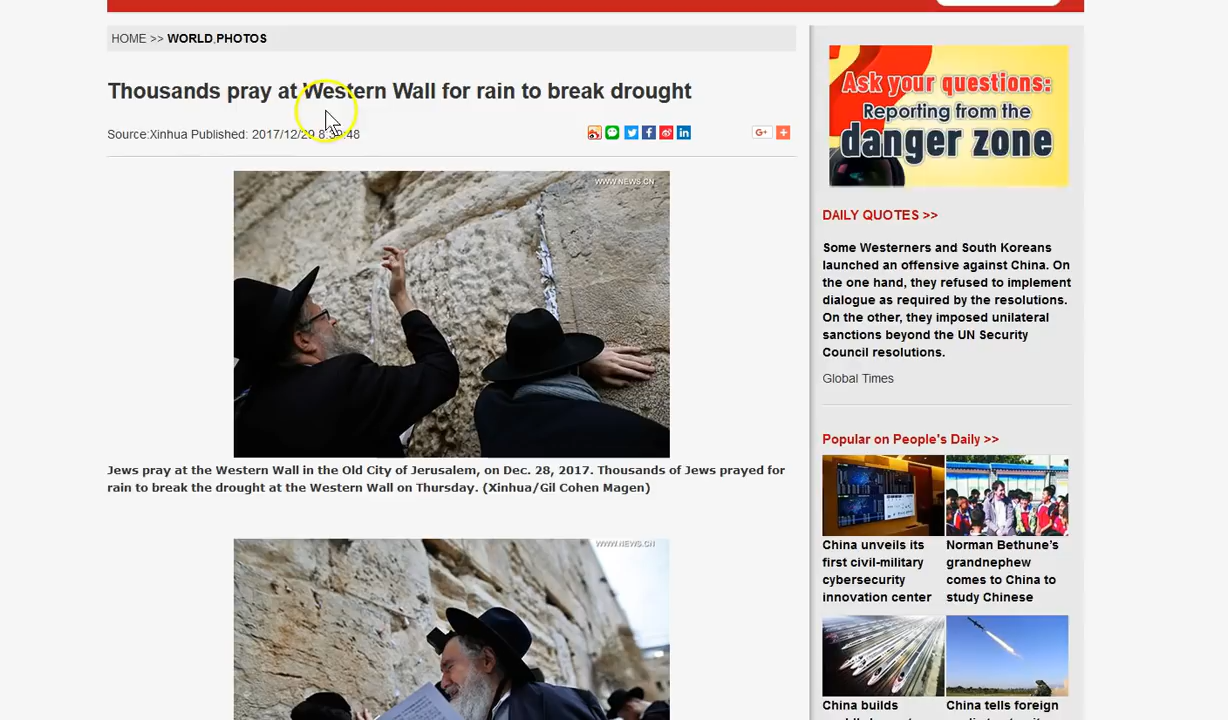 HOME >> WORLD,PHOTOS
Thousands pray at Western Wall for rain to break drought
Source:Xinhua Published: 2017/12/29 8:39:48
G+
WWW.NEWS.CN
Jews pray at the Western Wall in the Old City of Jerusalem, on Dec. 28, 2017. Thousands of Jews prayed for
rain to break the drought at the Western Wall on Thursday. (Xinhua/Gil Cohen Magen)
WWW.NEWS.CN
Ask your questions:
Reporting from the
danger zone
DAILY QUOTES >>
Some Westerners and South Koreans
launched an offensive against China. On
the one hand, they refused to implement
dialogue as required by the resolutions.
On the other, they imposed unilateral
sanctions beyond the UN Security
Council resolutions.
Global Times
Popular on People's Daily >>
China unveils its
first civil-military
cybersecurity
innovation center
Norman Bethune's
grandnephew
comes to China to
study Chinese
China builds
China tells foreign